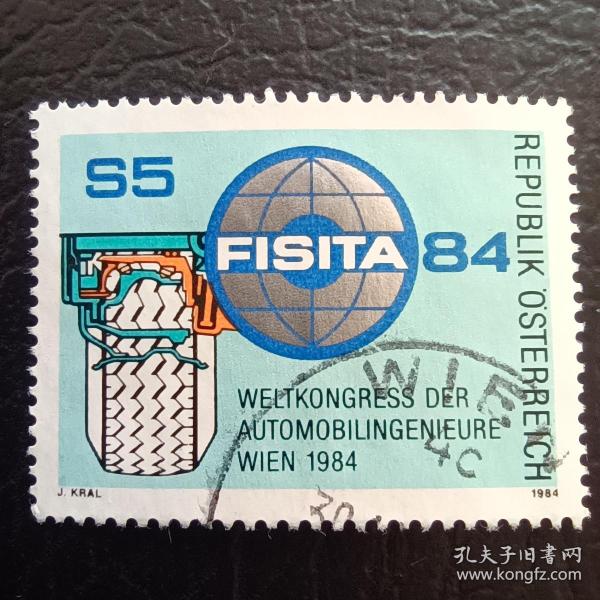 S5
FISITA 84
REPUBLIK ÖSTERREICH
WELTKONGRESS DER
AUTOMOBILINGENIEURE
WIEN 1984
WIEN
4C
J. KRAL
1984
孔夫子旧书网
www.kongfz.com